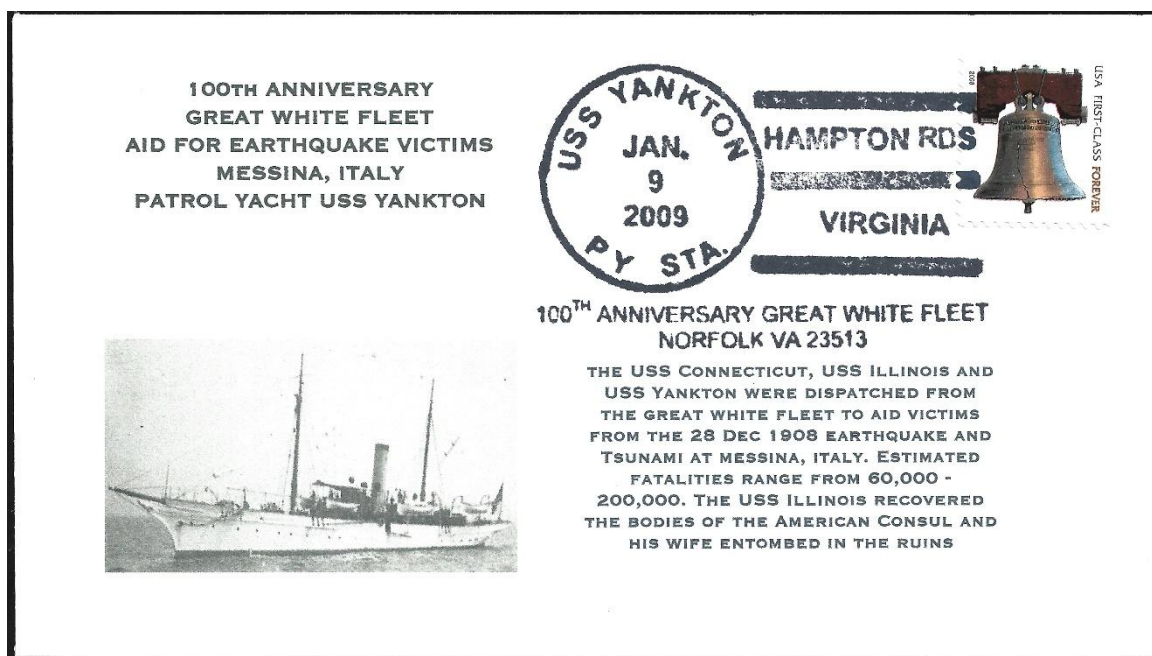 100TH ANNIVERSARY
GREAT WHITE FLEET
AID FOR EARTHQUAKE VICTIMS
MESSINA, ITALY
PATROL YACHT USS YANKTON
USS YANKTON
JAN.
9
2009
PY STA.
HAMPTON RDS
VIRGINIA
2008
USA FIRST-CLASS FOREVER
100TH ANNIVERSARY GREAT WHITE FLEET
NORFOLK VA 23513
THE USS CONNECTICUT, USS ILLINOIS AND
USS YANKTON WERE DISPATCHED FROM
THE GREAT WHITE FLEET TO AID VICTIMS
FROM THE 28 DEC 1908 EARTHQUAKE AND
TSUNAMI AT MESSINA, ITALY. ESTIMATED
FATALITIES RANGE FROM 60,000 -
200,000. THE USS ILLINOIS RECOVERED
THE BODIES OF THE AMERICAN CONSUL AND
HIS WIFE ENTOMBED IN THE RUINS